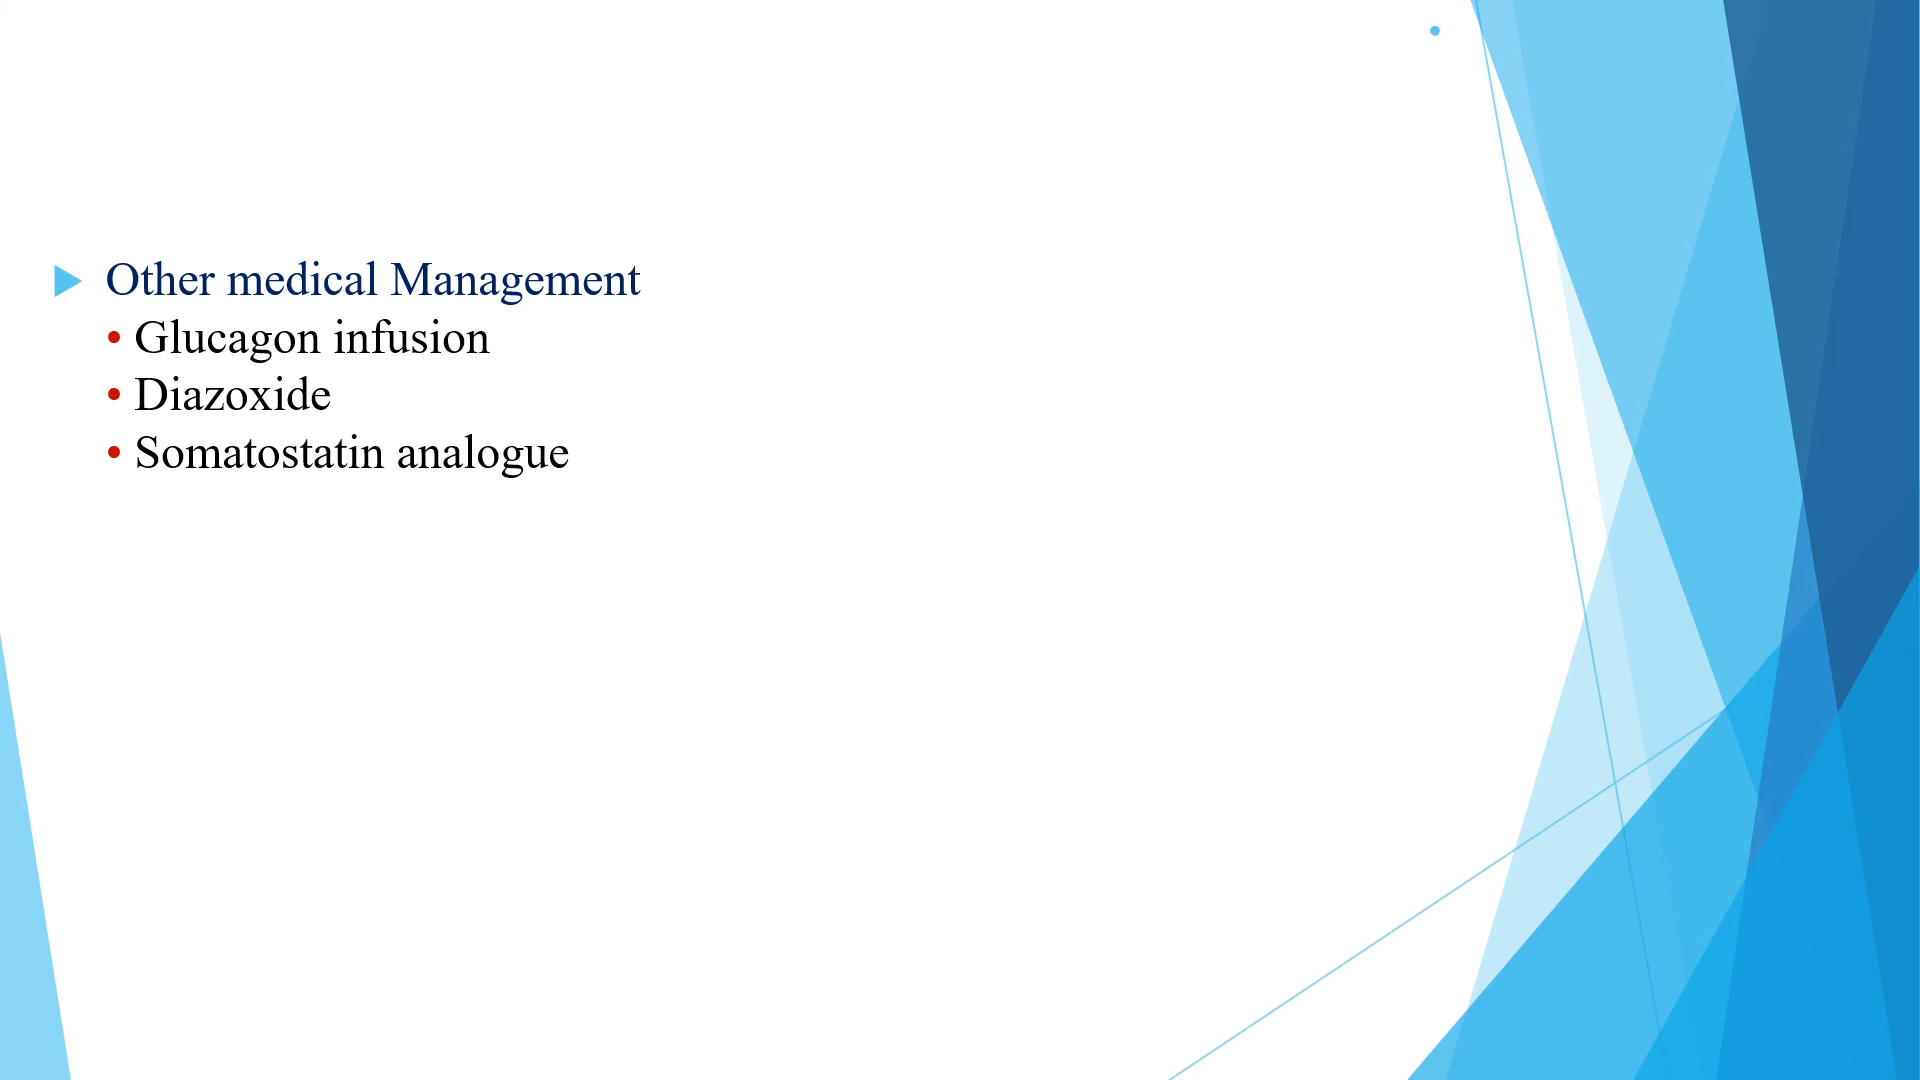 Other medical Management
• Glucagon infusion
• Diazoxide
• Somatostatin analogue